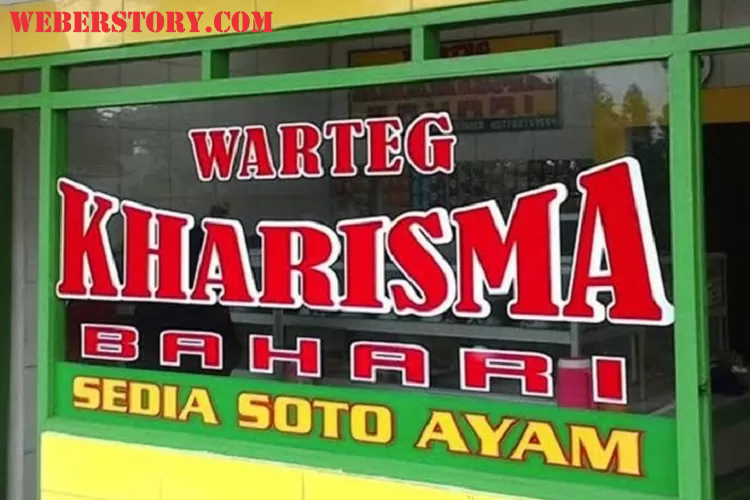 WEBERSTORY.COM
WARTEG
KHARISMA
BAHARI
SEDIA SOTO AYAM